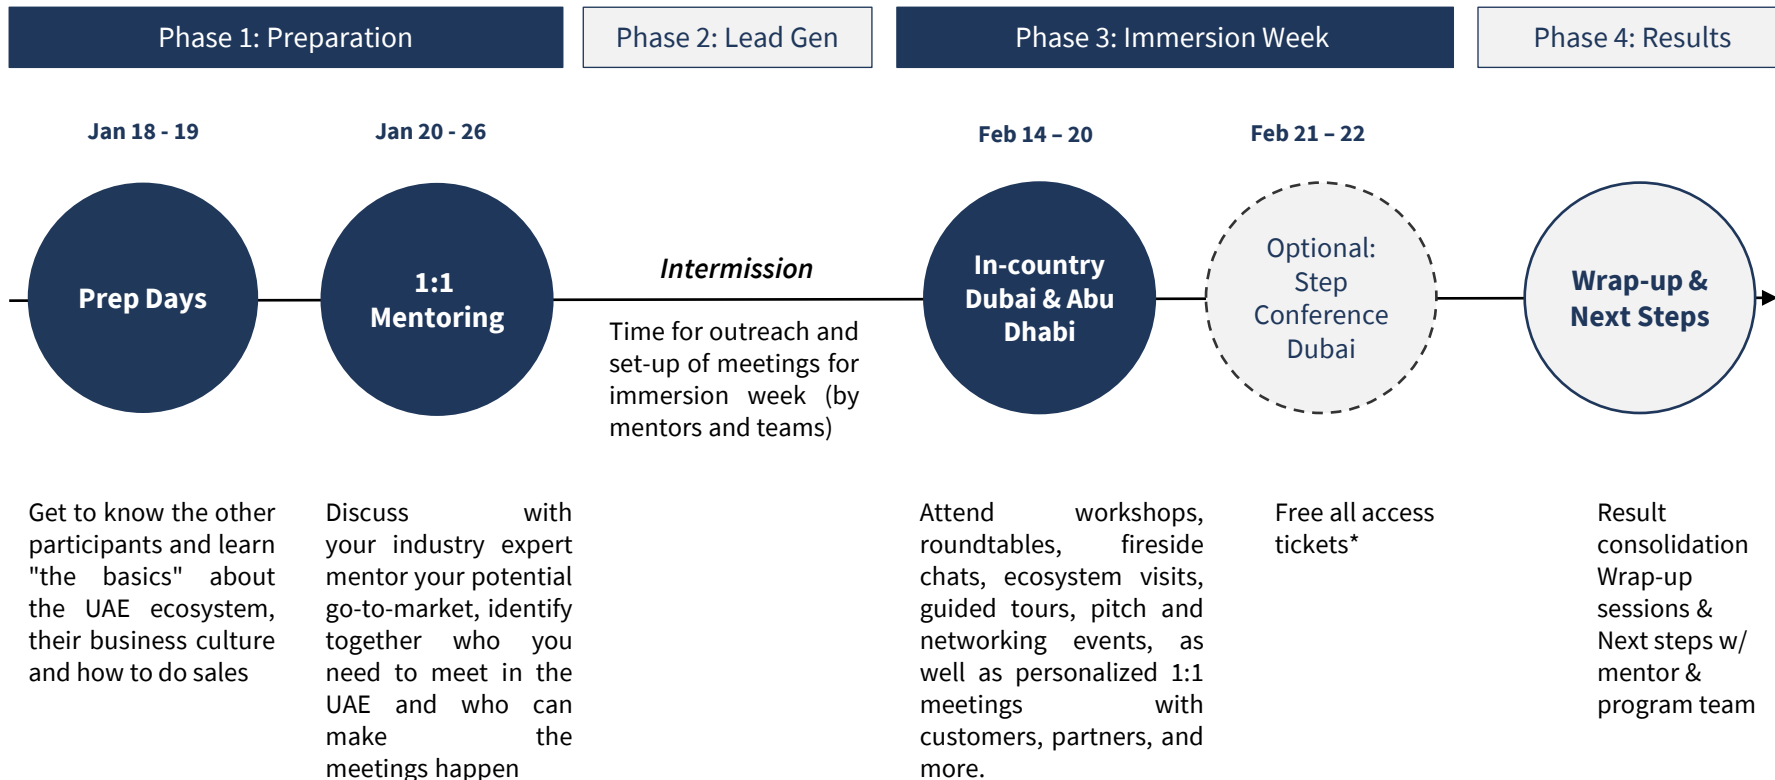 Phase 1: Preparation
Phase 2: Lead Gen
Phase 3: Immersion Week
Phase 4: Results
Jan 18 - 19
Jan 20 - 26
Feb 14 – 20
Feb 21 – 22
Prep Days
1:1
Mentoring
Intermission
Time for outreach and
set-up of meetings for
immersion week (by
mentors and teams)
In-country
Dubai & Abu
Dhabi
Optional:
Step
Conference
Dubai
Wrap-up &
Next Steps
Get to know the other
participants and learn
"the basics" about
the UAE ecosystem,
their business culture
and how to do sales
Discuss with
your industry expert
mentor your potential
go-to-market, identify
together who you
need to meet in the
UAE and who can
make the
meetings happen
Attend workshops,
roundtables, fireside
chats, ecosystem visits,
guided tours, pitch and
networking events, as
well as personalized 1:1
meetings with
customers, partners, and
more.
Free all access
tickets*
Result
consolidation
Wrap-up
sessions &
Next steps w/
mentor &
program team